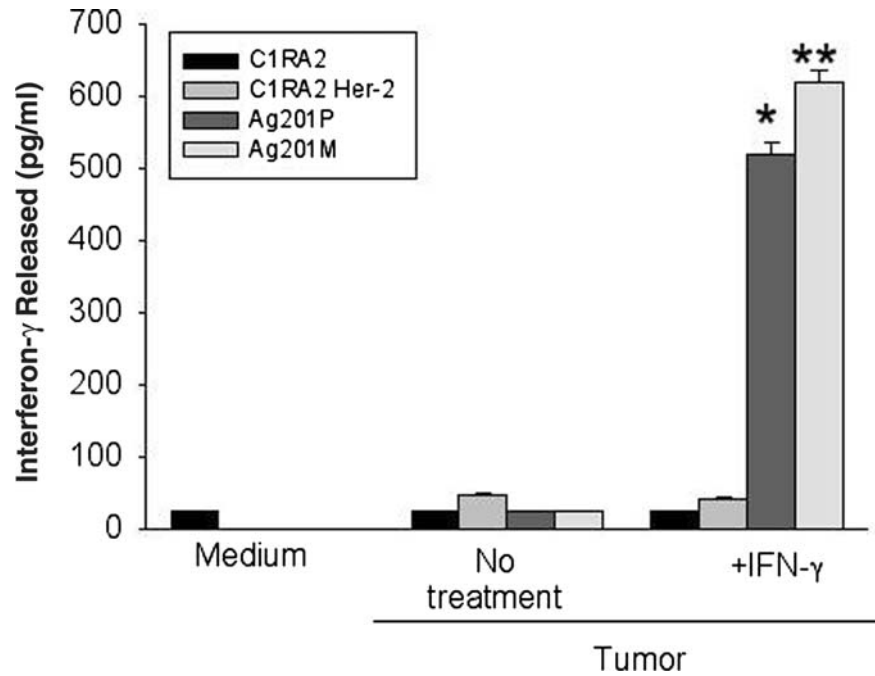 Interferon-γ Released (pg/ml)
700
600
500
400
300
200
100
0
C1RA2
C1RA2 Her-2
Ag201P
Ag201M
*
**
Medium
No
treatment
+IFN-γ
Tumor